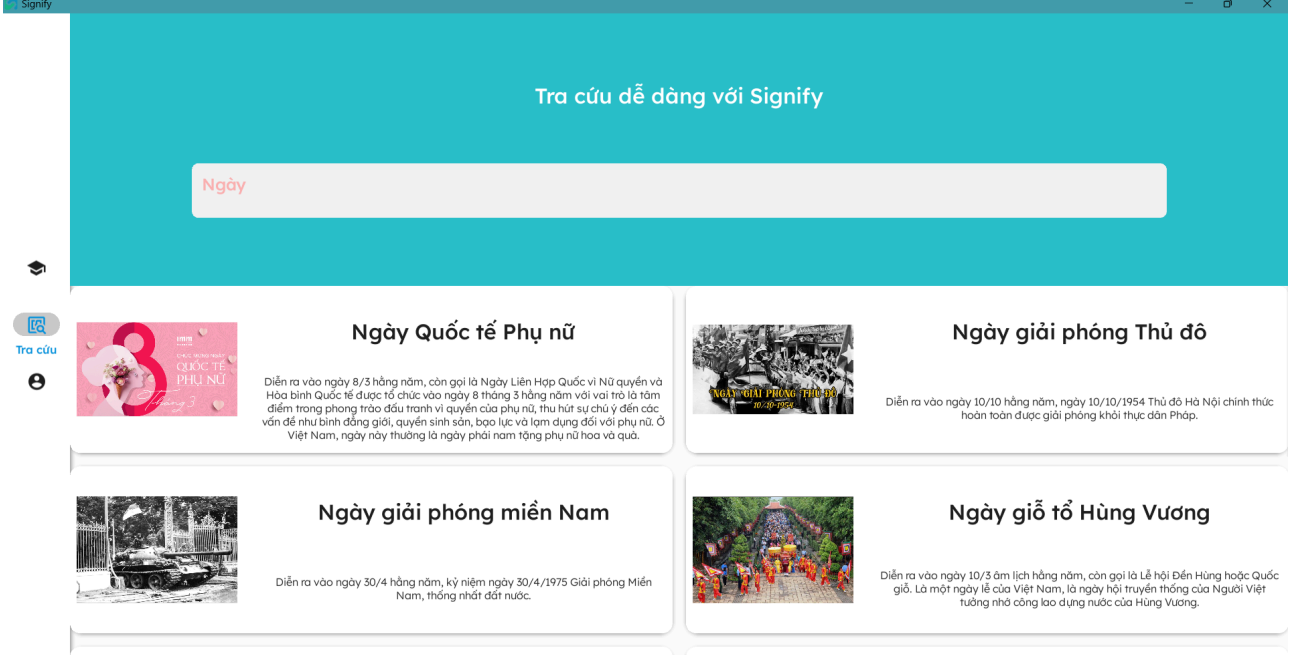 Signify
Tra cứu dễ dàng với Signify
Ngày
Tra cứu
QUỐC TẾ
PHỤ NỮ
Tháng 3
Ngày Quốc tế Phụ nữ
Diễn ra vào ngày 8/3 hằng năm, còn gọi là Ngày Liên Hợp Quốc vì Nữ quyền và
Hòa bình Quốc tế được tổ chức vào ngày 8 tháng 3 hằng năm với vai trò là tâm
điểm trong phong trào đấu tranh vì quyền của phụ nữ, thu hút sự chú ý đến các
vấn đề như bình đẳng giới, quyền sinh sản, bạo lực và lạm dụng đối với phụ nữ. Ở
Việt Nam, ngày này thường là ngày phái nam tặng phụ nữ hoa và quà.
NGÀY GIẢI PHÓNG THỦ ĐÔ
10/10/1954
Ngày giải phóng Thủ đô
Diễn ra vào ngày 10/10 hằng năm, ngày 10/10/1954 Thủ đô Hà Nội chính thức
hoàn toàn được giải phóng khỏi thực dân Pháp.
Ngày giải phóng miền Nam
Diễn ra vào ngày 30/4 hằng năm, kỷ niệm ngày 30/4/1975 Giải phóng Miền
Nam, thống nhất đất nước.
Ngày giỗ tổ Hùng Vương
Diễn ra vào ngày 10/3 âm lịch hằng năm, còn gọi là Lễ hội Đền Hùng hoặc Quốc
giỗ. Là một ngày lễ của Việt Nam, là ngày hội truyền thống của Người Việt
tưởng nhớ công lao dựng nước của Hùng Vương.